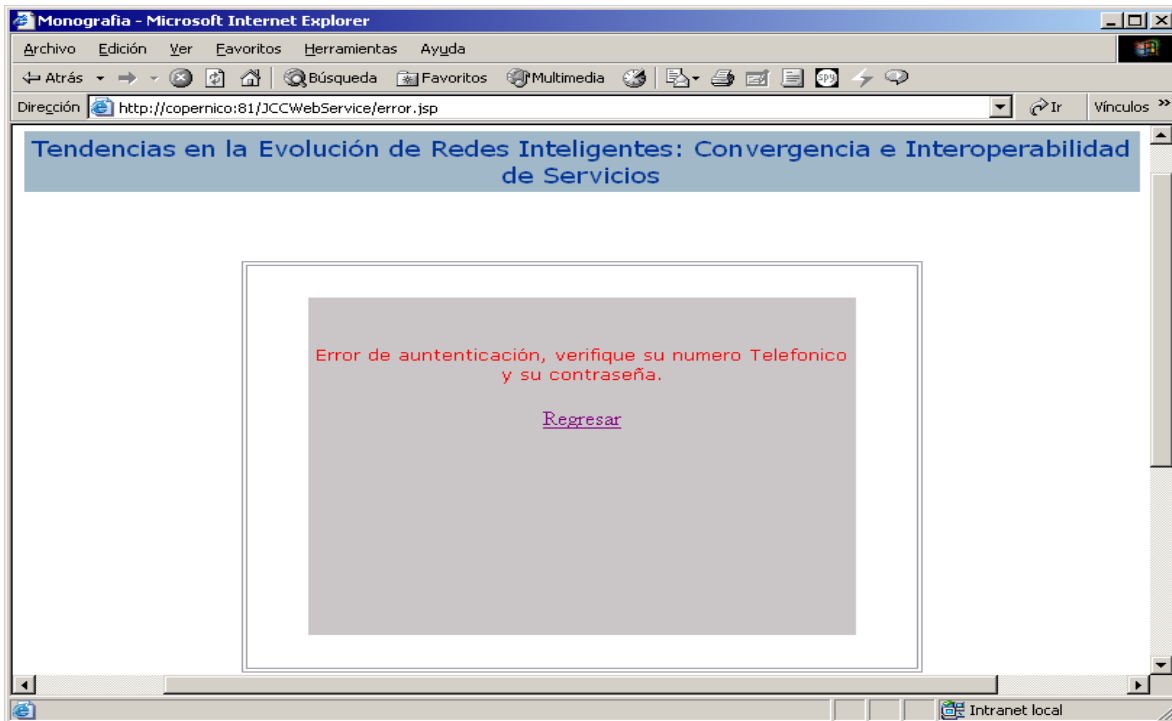 Monografia - Microsoft Internet Explorer
Archivo Edición Ver Favoritos Herramientas Ayuda
Atrás Búsqueda Favoritos Multimedia SPY
Dirección http://copernico:81/JCCWebService/error.jsp Ir Vínculos »
Tendencias en la Evolución de Redes Inteligentes: Convergencia e Interoperabilidad
de Servicios
Error de auntenticación, verifique su numero Telefonico
y su contraseña.
Regresar
Intranet local